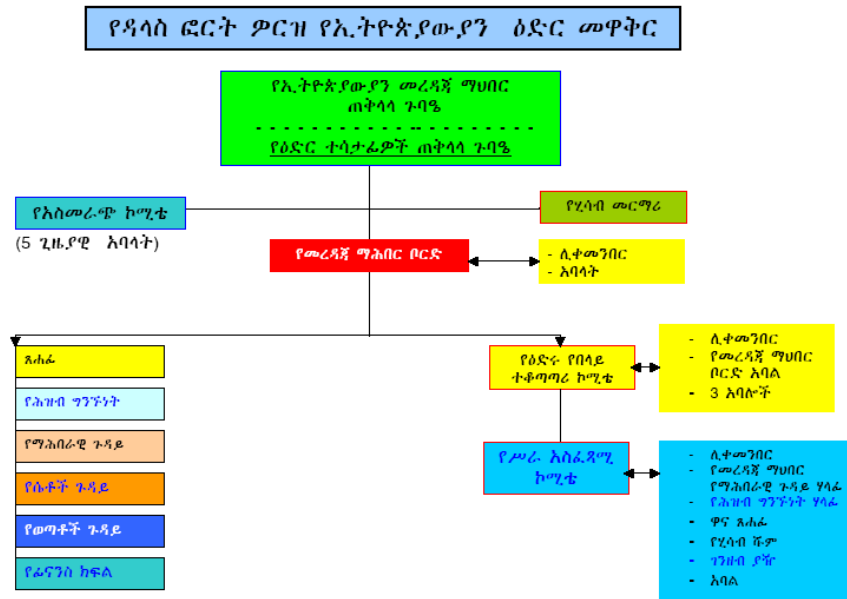 የዳላስ ፎርት ዎርዝ የኢትዮጵያውያን ዕድር መዋቅር
የኢትዮጵያውያን መረዳጃ ማህበር
ጠቅላላ ጉባዔ
የዕድር ተሳታፊዎች ጠቅላላ ጉባዔ
የአስመራጭ ኮሚቴ
(5 ጊዜያዊ አባላት)
የሂሳብ መርማሪ
የመረዳጃ ማሕበር ቦርድ
- ሊቀመንበር
- አባላት
ጸሐፊ
የሕዝብ ግንኙነት
የማሕበራዊ ጉዳይ
የሴቶች ጉዳይ
የወጣቶች ጉዳይ
የፊናንስ ክፍል
የዕድሩ የበላይ
ተቆጣጣሪ ኮሚቴ
- ሊቀመንበር
- የመረዳጃ ማህበር
ቦርድ አባል
- 3 አባሎች
የሥራ አስፈጻሚ
ኮሚቴ
- ሊቀመንበር
- የመረዳጃ ማህበር
የማሕበራዊ ጉዳይ ሃላፊ
- የሕዝብ ግንኙነት ሃላፊ
- ዋና ጸሐፊ
- የሂሳብ ሹም
- ገንዘብ ያዥ
- አባል